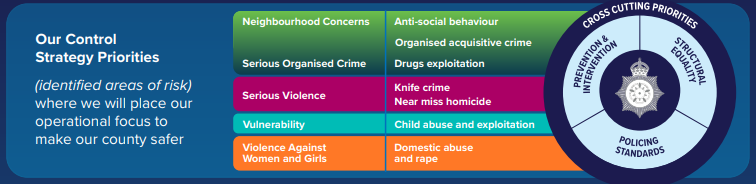 Our Control
Strategy Priorities
(identified areas of risk)
where we will place our
operational focus to
make our county safer
Neighbourhood Concerns
Anti-social behaviour
Organised acquisitive crime
Serious Organised Crime
Drugs exploitation
Serious Violence
Knife crime
Near miss homicide
Vulnerability
Child abuse and exploitation
Violence Against
Women and Girls
Domestic abuse
and rape
CROSS CUTTING PRIORITIES
PREVENTION &
INTERVENTION
STRUCTURAL
EQUALITY
POLICING
STANDARDS